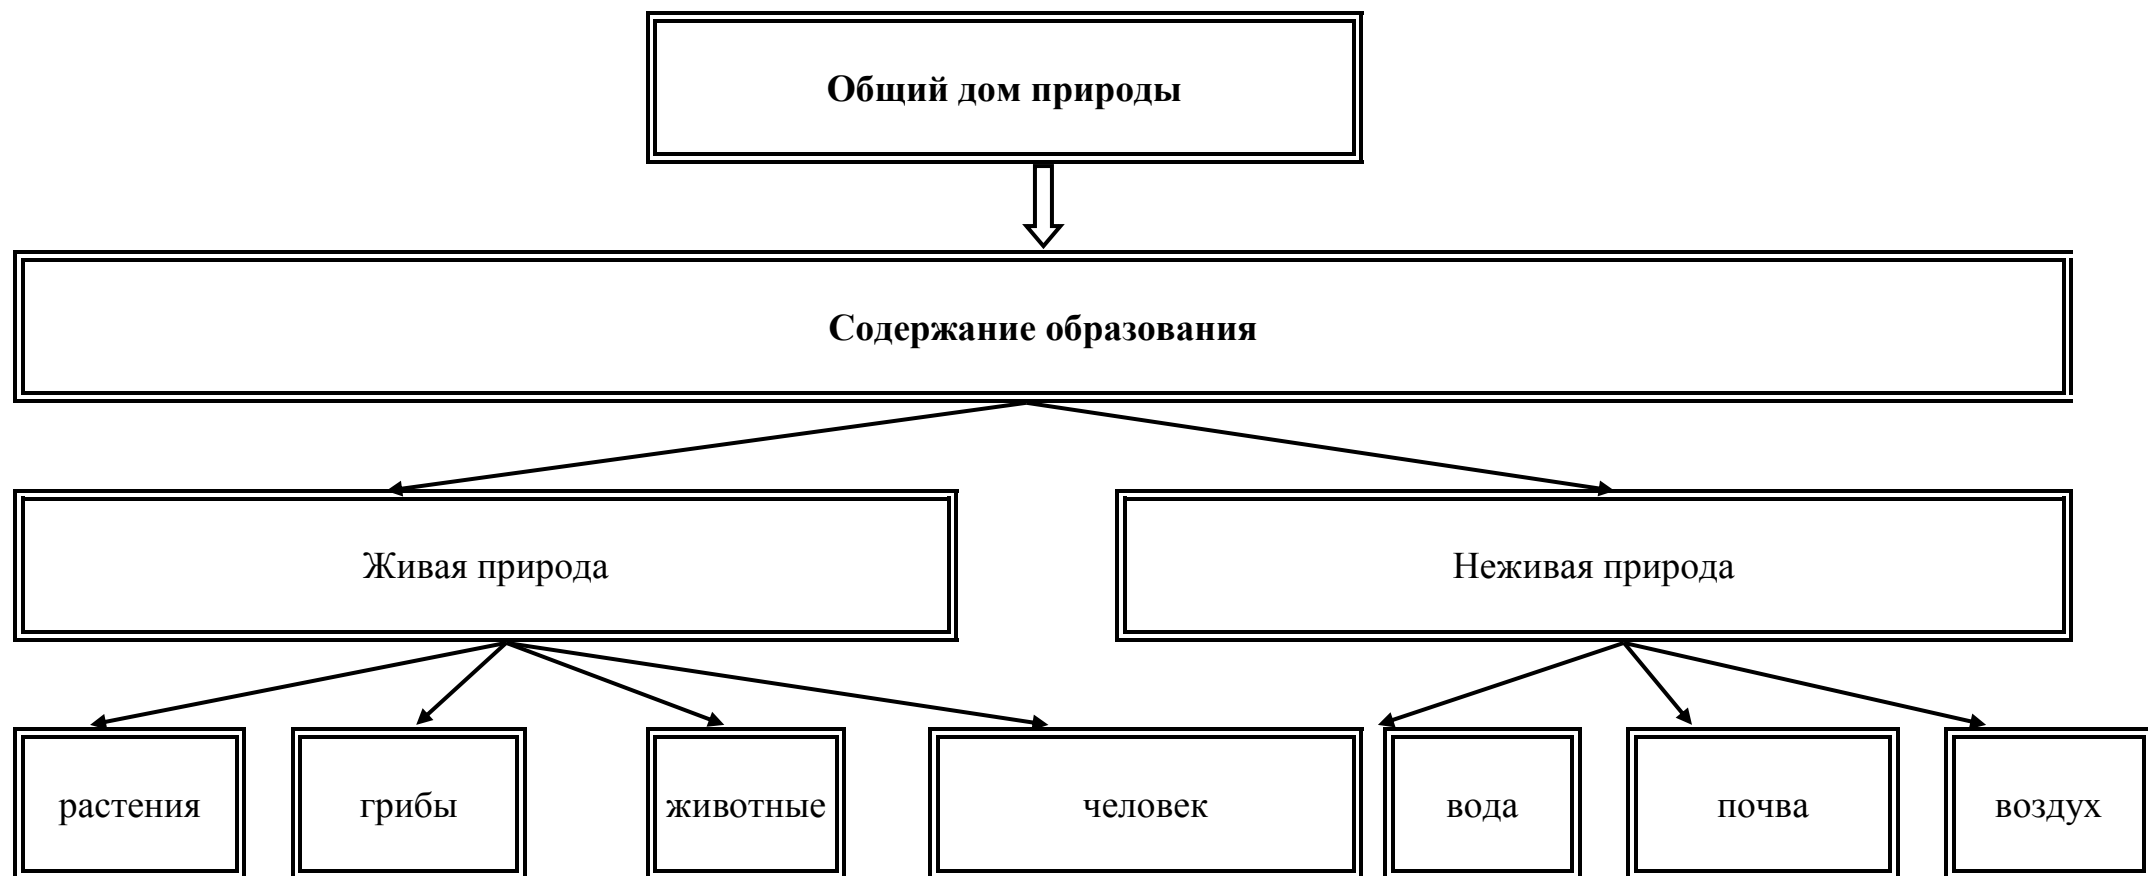 Общий дом природы
Содержание образования
Живая природа
Неживая природа
растения
грибы
животные
человек
вода
почва
воздух